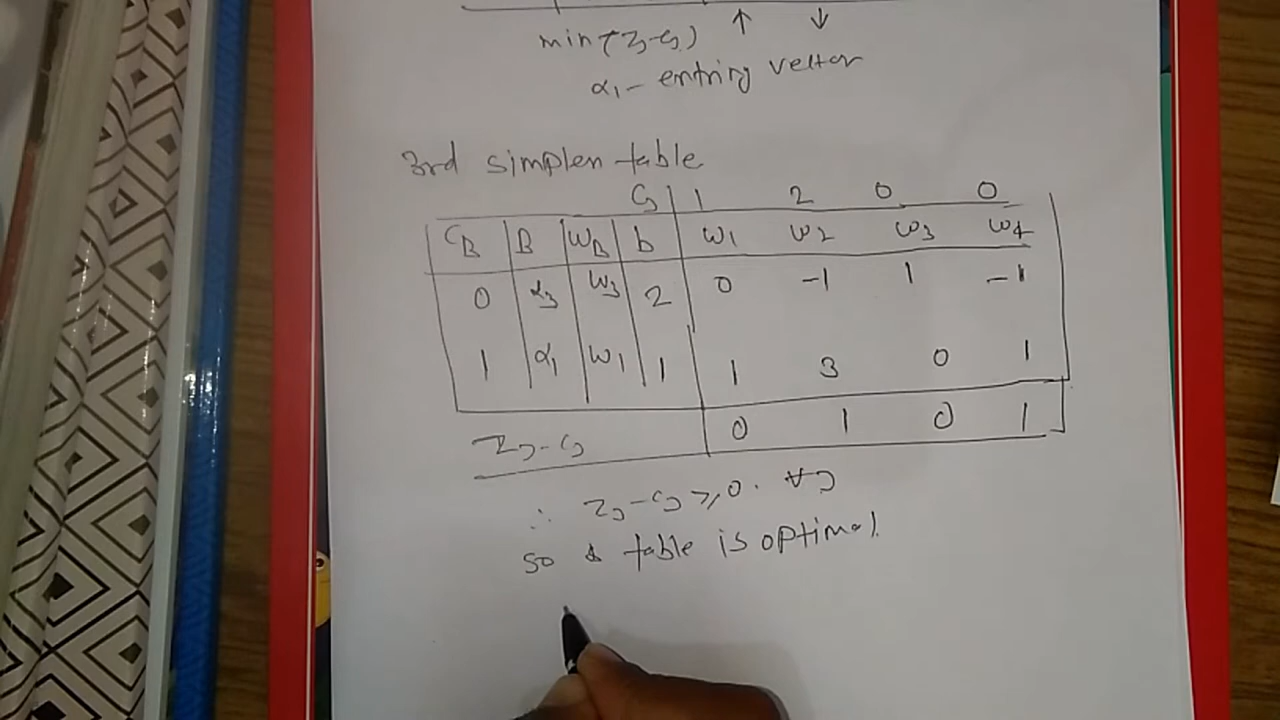 min (zj-cj) ↑ ↓
α1 - entring vector
3rd simplex table
cj 1 2 0 0
CB B WB b w1 w2 w3 w4
0 α3 w3 2 0 -1 1 -1
1 α1 w1 1 1 3 0 1
zj-cj 0 1 0 1
∴ zj-cj ≥ 0. ∀j
so table is optimal.